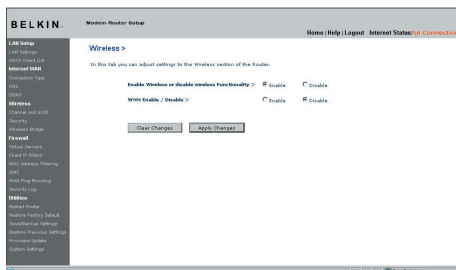 BELKIN™
Modem-Router Setup
Home | Help | Logout Internet Status: No Connection
LAN Setup
LAN Settings
DHCP Client List
Internet WAN
Connection Type
DNS
DDNS
Wireless
Channel and SSID
Security
Wireless Bridge
Firewall
Virtual Servers
Client IP Filters
MAC Address Filtering
DMZ
WAN Ping Blocking
Security Log
Utilities
Restart Router
Restore Factory Default
Save/Backup Settings
Restore Previous Settings
Firmware Update
System Settings
Wireless >
In this tab you can adjust settings to the Wireless section of the Router.
Enable Wireless or disable wireless Functionality > Enable Disable
WMM Enable / Disable > Enable Disable
Clear Changes Apply Changes